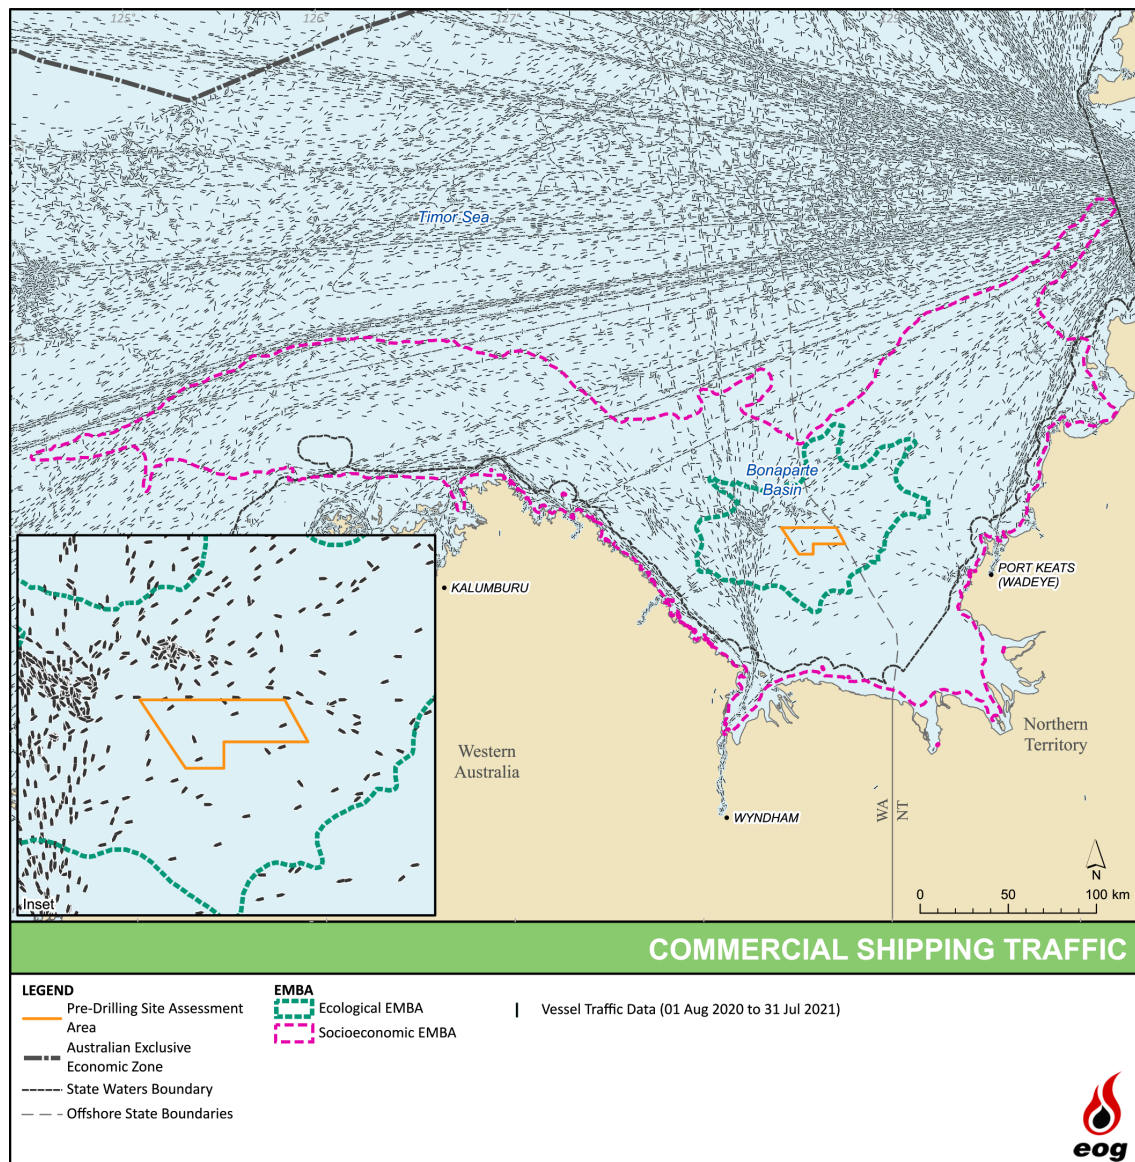 125°
126°
127°
128°
129°
Timor Sea
Bonaparte
Basin
KALUMBURU
PORT KEATS
(WADEYE)
Western
Australia
Northern
Territory
WA
NT
WYNDHAM
N
0 50 100 km
Inset
COMMERCIAL SHIPPING TRAFFIC
LEGEND
Pre-Drilling Site Assessment
Area
Australian Exclusive
Economic Zone
State Waters Boundary
Offshore State Boundaries
EMBA
Ecological EMBA
Socioeconomic EMBA
Vessel Traffic Data (01 Aug 2020 to 31 Jul 2021)
eog